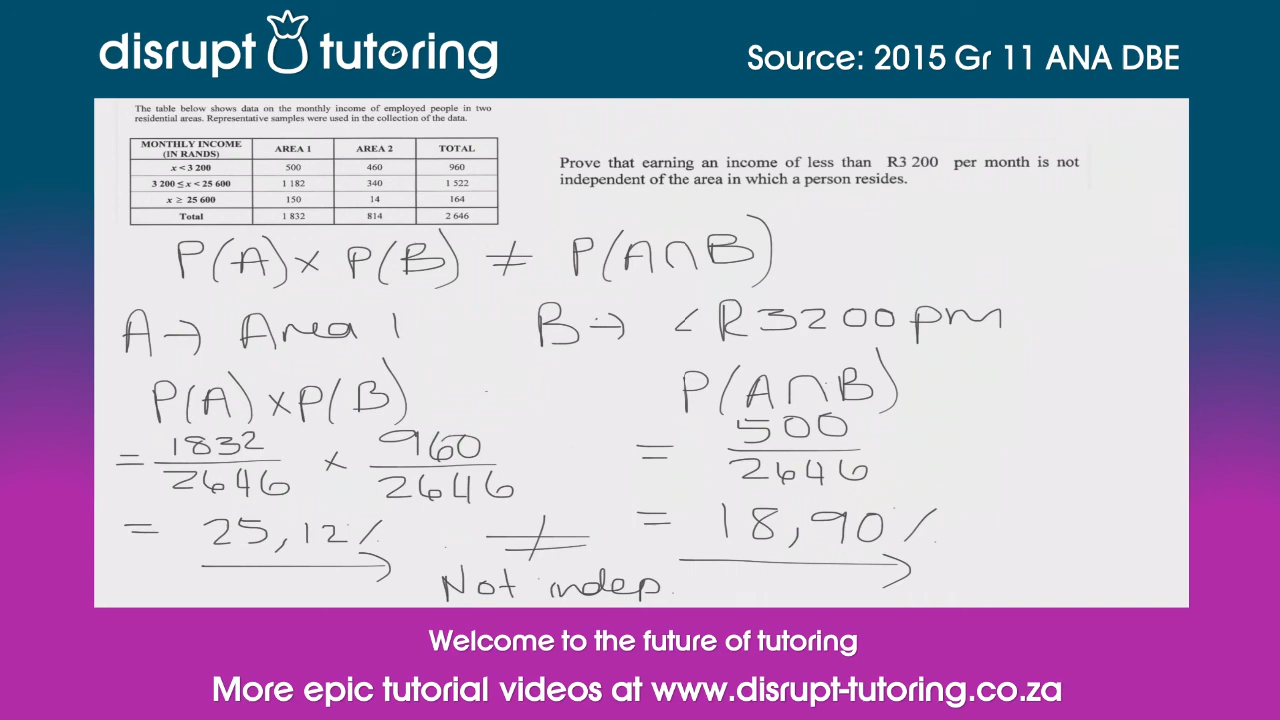 disrupt tutoring
Source: 2015 Gr 11 ANA DBE
The table below shows data on the monthly income of employed people in two
residential areas. Representative samples were used in the collection of the data.
MONTHLY INCOME (IN RANDS) AREA 1 AREA 2 TOTAL
x < 3 200 500 460 960
3 200 ≤ x < 25 600 1 182 340 1 522
x ≥ 25 600 150 14 164
Total 1 832 814 2 646
Prove that earning an income of less than R3 200 per month is not
independent of the area in which a person resides.
P(A) × P(B) ≠ P(A∩B)
A → Area 1 B → < R3200 pm
P(A) × P(B) P(A∩B)
= 1832/2646 × 960/2646 = 500/2646
= 25,12% ≠ = 18,90%
Not indep.
Welcome to the future of tutoring
More epic tutorial videos at www.disrupt-tutoring.co.za